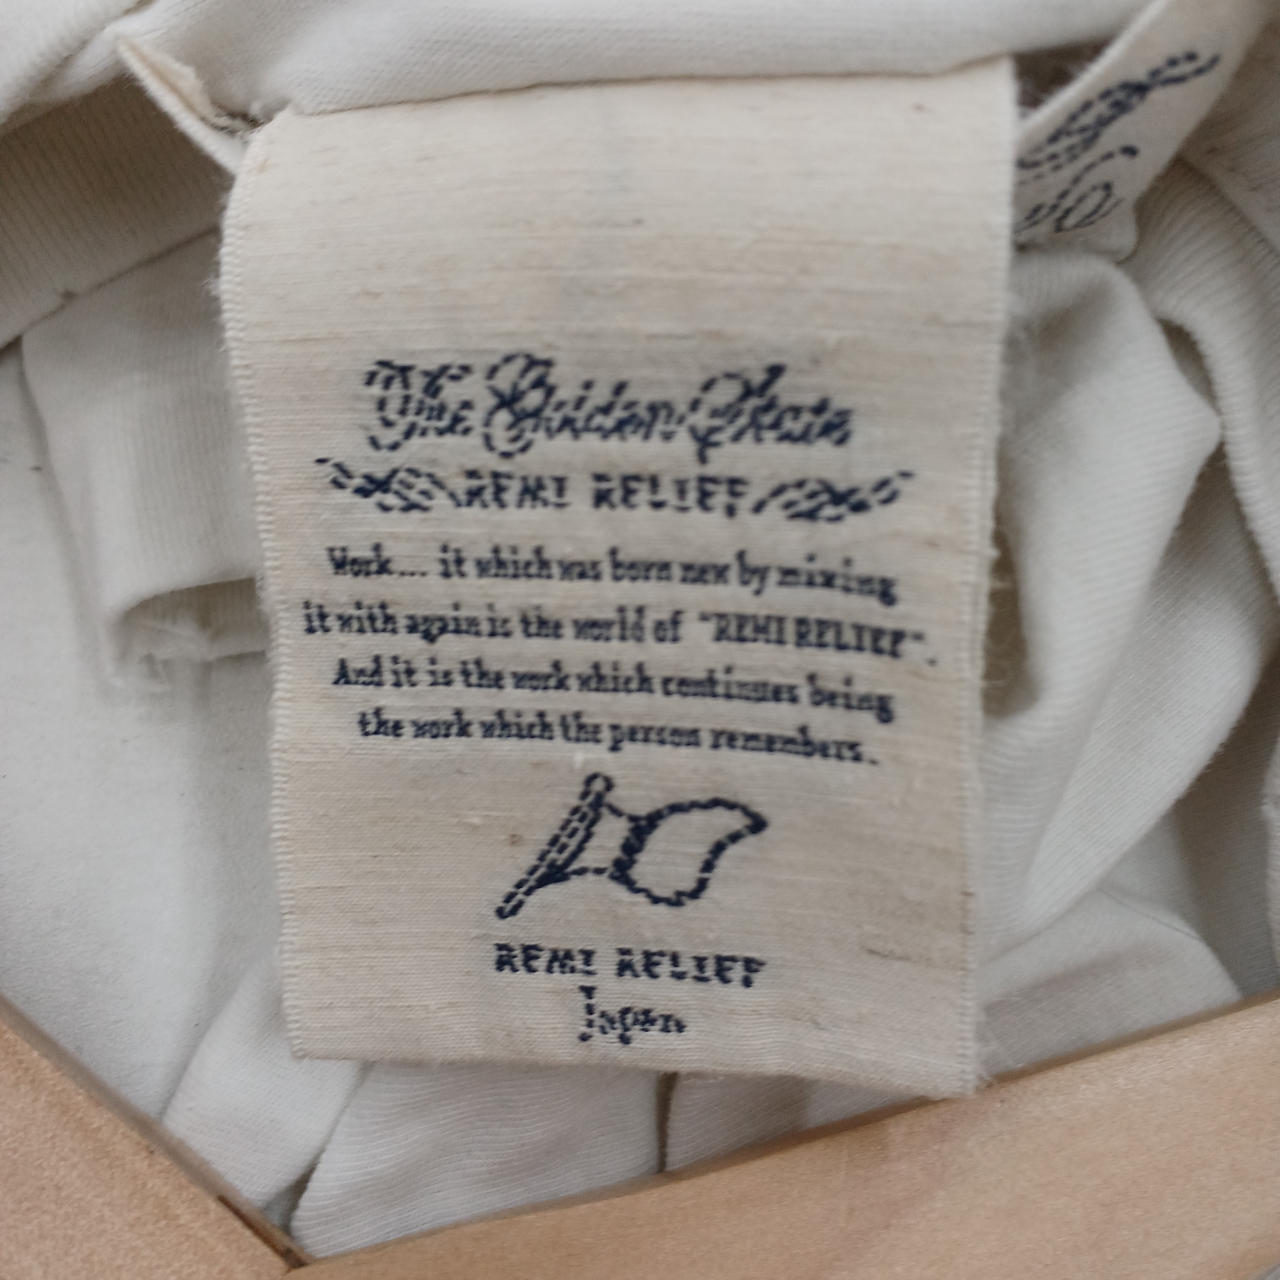 The Golden State
REMI RELIEF
Work... it which was born new by mixing
it with again is the world of "REMI RELIEF".
And it is the work which continues being
the work which the person remembers.
REMI RELIEF
Japan